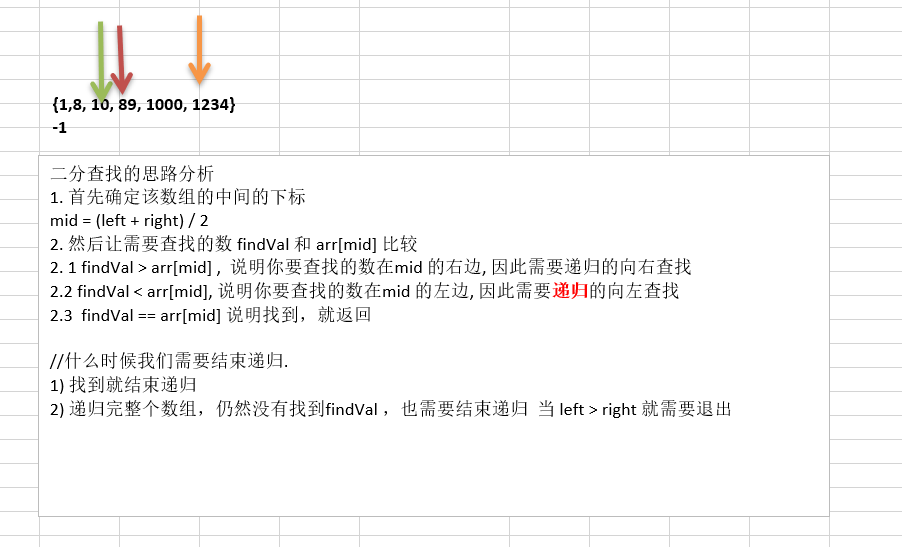 {1,8, 10, 89, 1000, 1234}
-1
二分查找的思路分析
1. 首先确定该数组的中间的下标
mid = (left + right) / 2
2. 然后让需要查找的数 findVal 和 arr[mid] 比较
2. 1 findVal > arr[mid] , 说明你要查找的数在mid 的右边, 因此需要递归的向右查找
2.2 findVal < arr[mid], 说明你要查找的数在mid 的左边, 因此需要递归的向左查找
2.3 findVal == arr[mid] 说明找到，就返回
//什么时候我们需要结束递归.
1) 找到就结束递归
2) 递归完整个数组，仍然没有找到findVal ，也需要结束递归 当 left > right 就需要退出